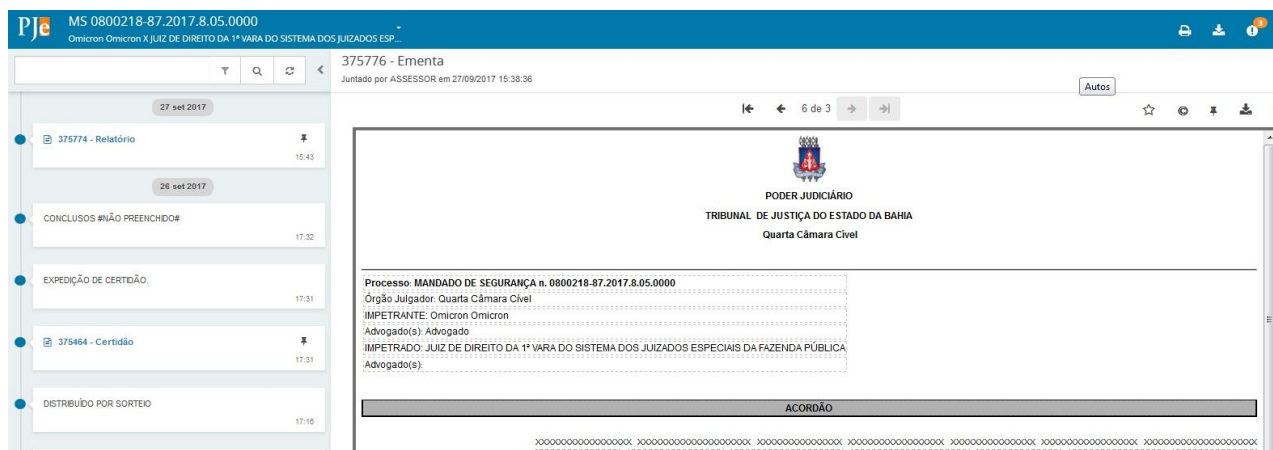 PJe
MS 0800218-87.2017.8.05.0000
Omicron Omicron X JUIZ DE DIREITO DA 1ª VARA DO SISTEMA DOS JUIZADOS ESP...
3
27 set 2017
375774 - Relatório
15:43
26 set 2017
CONCLUSOS #NÃO PREENCHIDO#
17:32
EXPEDIÇÃO DE CERTIDÃO.
17:31
375464 - Certidão
17:31
DISTRIBUÍDO POR SORTEIO
17:16
375776 - Ementa
Juntado por ASSESSOR em 27/09/2017 15:38:36
Autos
6 de 3
PODER JUDICIÁRIO
TRIBUNAL DE JUSTIÇA DO ESTADO DA BAHIA
Quarta Câmara Cível
Processo: MANDADO DE SEGURANÇA n. 0800218-87.2017.8.05.0000
Órgão Julgador: Quarta Câmara Cível
IMPETRANTE: Omicron Omicron
Advogado(s): Advogado
IMPETRADO: JUIZ DE DIREITO DA 1ª VARA DO SISTEMA DOS JUIZADOS ESPECIAIS DA FAZENDA PÚBLICA
Advogado(s):
ACORDÃO